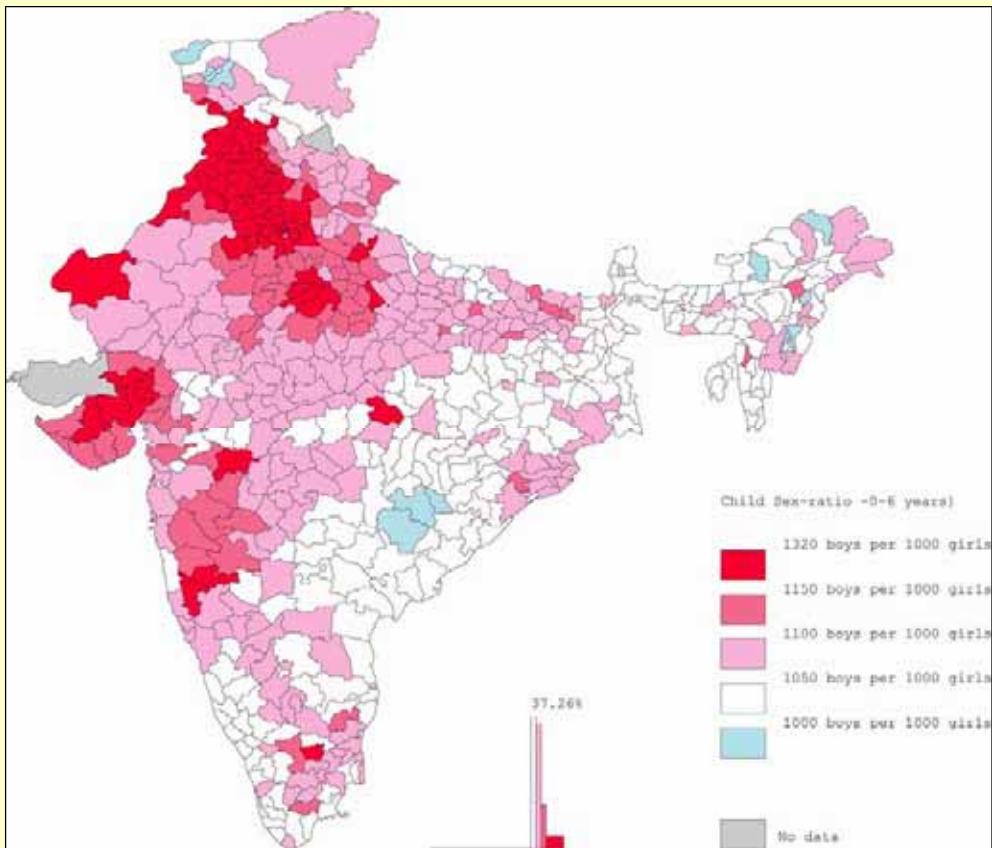 Child Sex-ratio -0-6 years)
1320 boys per 1000 girls
1150 boys per 1000 girls
1100 boys per 1000 girls
1050 boys per 1000 girls
1000 boys per 1000 girls
37.26%
No data